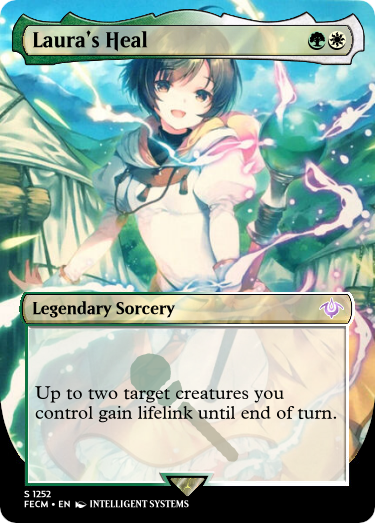 Laura's Heal
Legendary Sorcery
Up to two target creatures you
control gain lifelink until end of turn.
S 1252
FECM • EN INTELLIGENT SYSTEMS